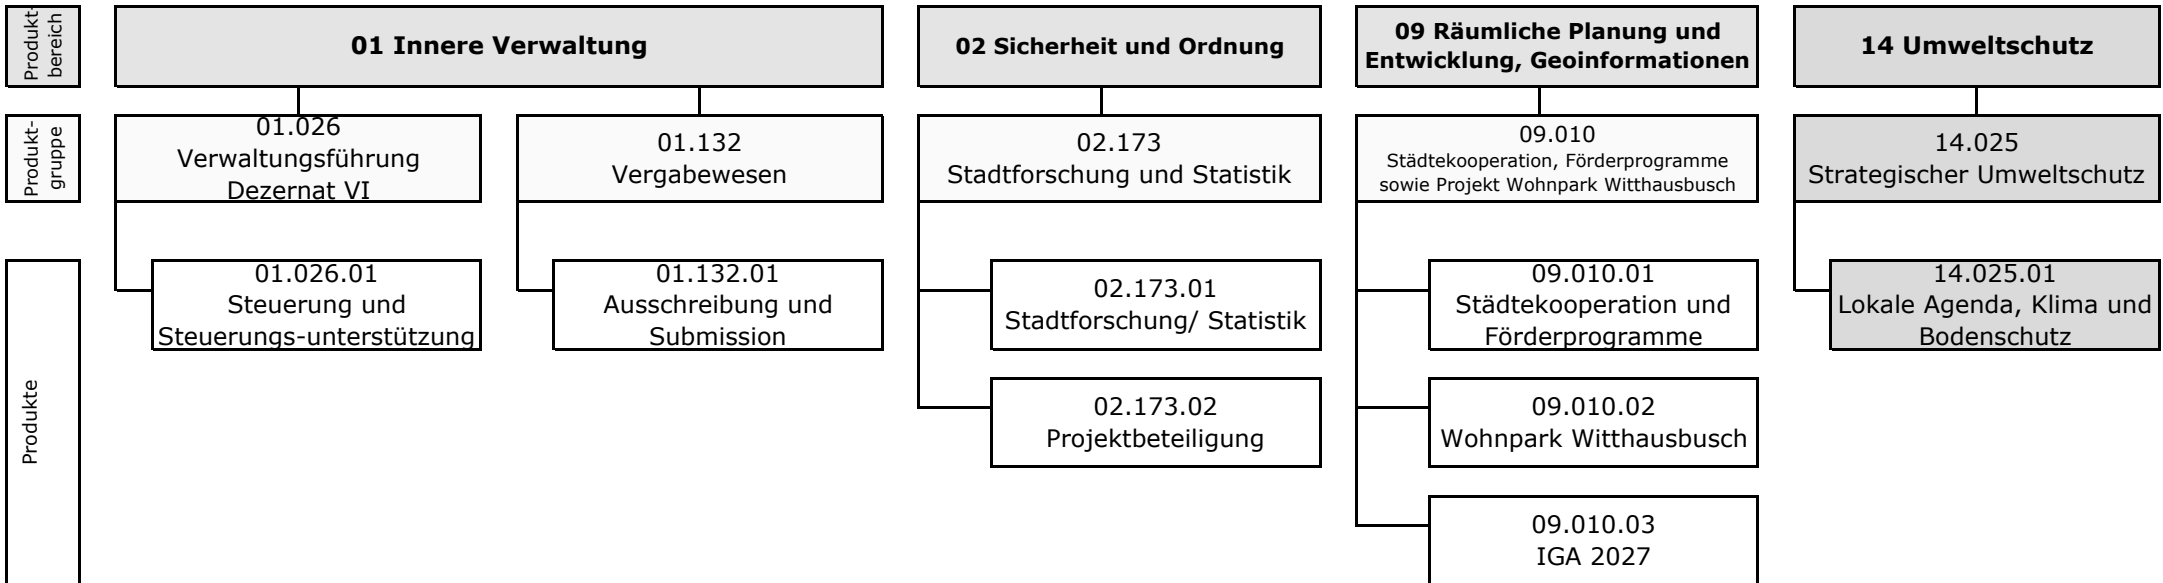 Produkt-
bereich
01 Innere Verwaltung
02 Sicherheit und Ordnung
09 Räumliche Planung und
Entwicklung, Geoinformationen
14 Umweltschutz
Produkt-
gruppe
01.026
Verwaltungsführung
Dezernat VI
01.132
Vergabewesen
02.173
Stadtforschung und Statistik
09.010
Städtekooperation, Förderprogramme
sowie Projekt Wohnpark Witthausbusch
14.025
Strategischer Umweltschutz
Produkte
01.026.01
Steuerung und
Steuerungs-unterstützung
01.132.01
Ausschreibung und
Submission
02.173.01
Stadtforschung/ Statistik
02.173.02
Projektbeteiligung
09.010.01
Städtekooperation und
Förderprogramme
09.010.02
Wohnpark Witthausbusch
09.010.03
IGA 2027
14.025.01
Lokale Agenda, Klima und
Bodenschutz